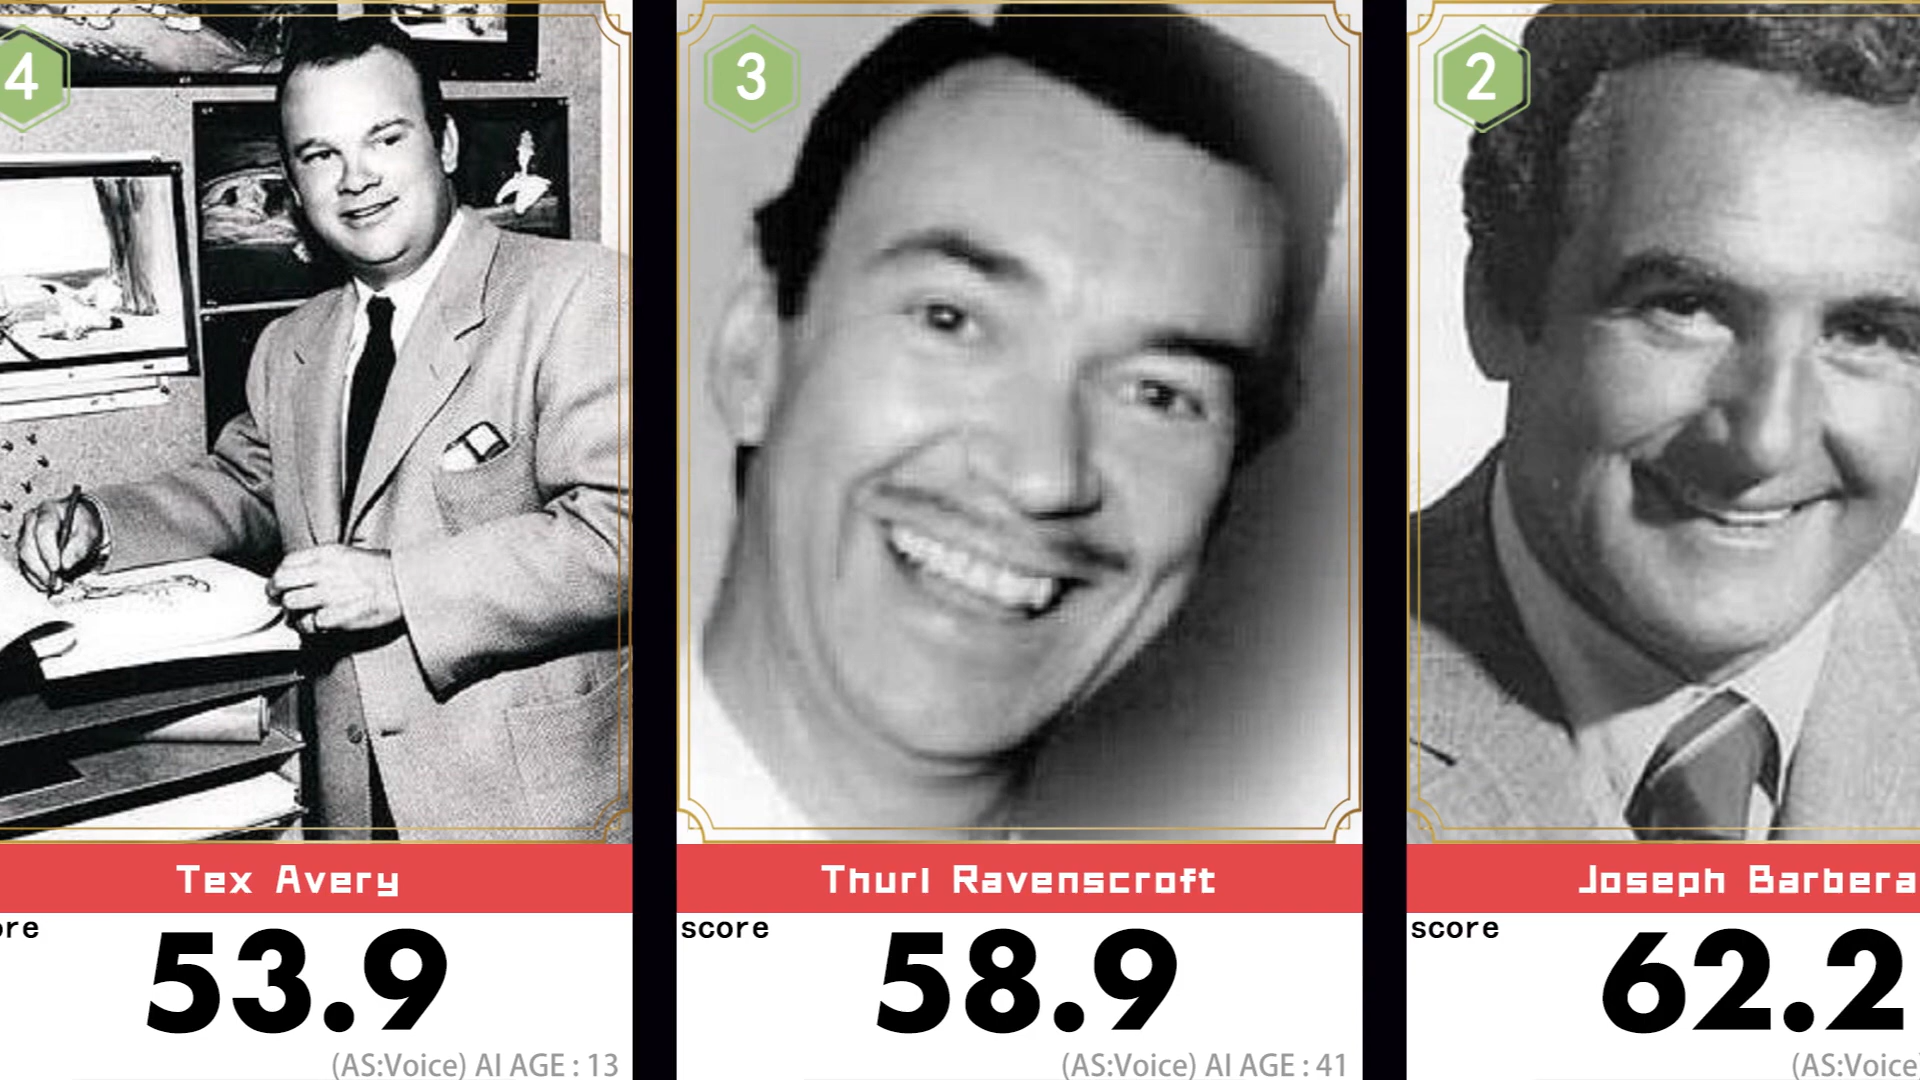 4
3
2
Tex Avery
Thurl Ravenscroft
Joseph Barbera
ore
53.9
score
58.9
score
62.2
(AS:Voice) AI AGE : 13
(AS:Voice) AI AGE : 41
(AS:Voice